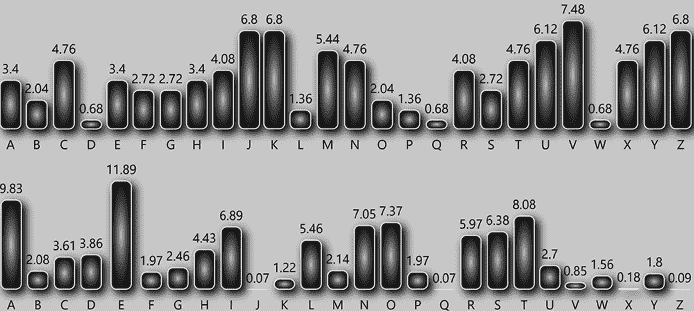 3.4 2.04 4.76 0.68 3.4 2.72 2.72 3.4 4.08 6.8 6.8 1.36 5.44 4.76 2.04 1.36 0.68 4.08 2.72 4.76 6.12 7.48 0.68 4.76 6.12 6.8
A B C D E F G H I J K L M N O P Q R S T U V W X Y Z
9.83 2.08 3.61 3.86 11.89 1.97 2.46 4.43 6.89 0.07 1.22 5.46 2.14 7.05 7.37 1.97 0.07 5.97 6.38 8.08 2.7 0.85 1.56 0.18 1.8 0.09
A B C D E F G H I J K L M N O P Q R S T U V W X Y Z